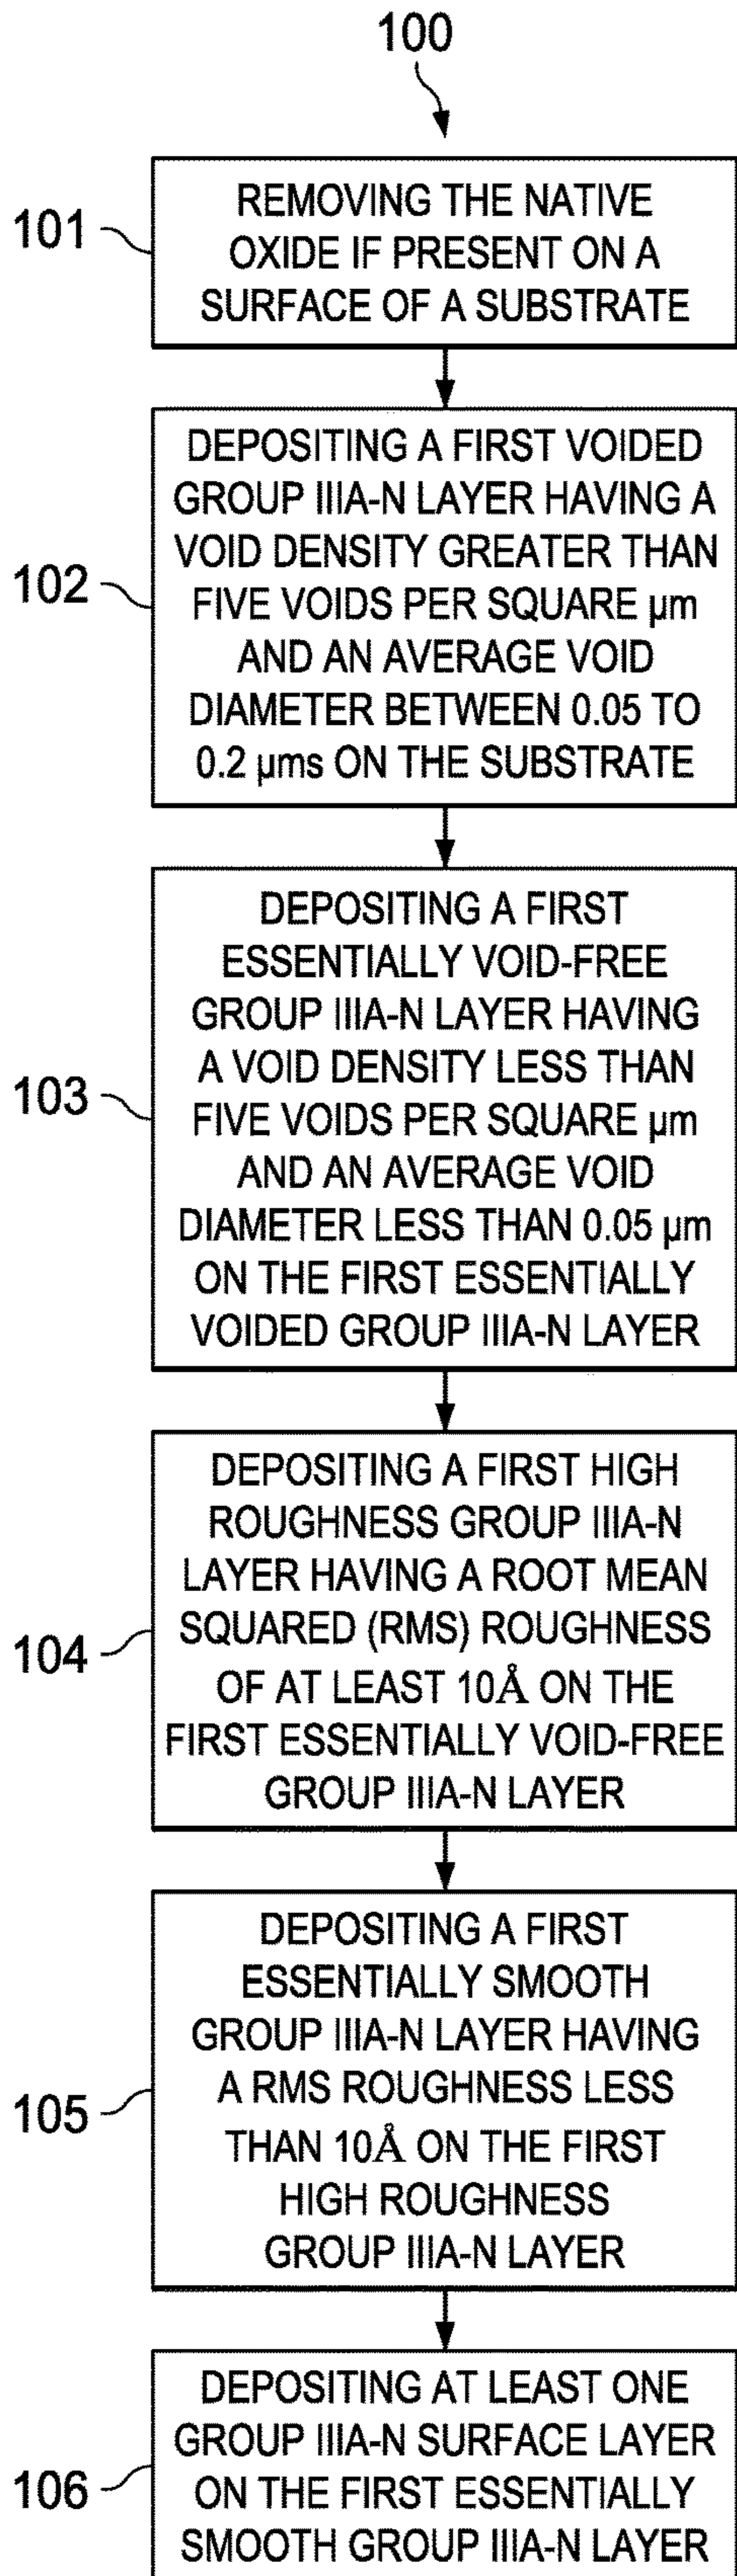 100
101
REMOVING THE NATIVE
OXIDE IF PRESENT ON A
SURFACE OF A SUBSTRATE
102
DEPOSITING A FIRST VOIDED
GROUP IIIA-N LAYER HAVING A
VOID DENSITY GREATER THAN
FIVE VOIDS PER SQUARE µm
AND AN AVERAGE VOID
DIAMETER BETWEEN 0.05 TO
0.2 µms ON THE SUBSTRATE
103
DEPOSITING A FIRST
ESSENTIALLY VOID-FREE
GROUP IIIA-N LAYER HAVING
A VOID DENSITY LESS THAN
FIVE VOIDS PER SQUARE µm
AND AN AVERAGE VOID
DIAMETER LESS THAN 0.05 µm
ON THE FIRST ESSENTIALLY
VOIDED GROUP IIIA-N LAYER
104
DEPOSITING A FIRST HIGH
ROUGHNESS GROUP IIIA-N
LAYER HAVING A ROOT MEAN
SQUARED (RMS) ROUGHNESS
OF AT LEAST 10Å ON THE
FIRST ESSENTIALLY VOID-FREE
GROUP IIIA-N LAYER
105
DEPOSITING A FIRST
ESSENTIALLY SMOOTH
GROUP IIIA-N LAYER HAVING
A RMS ROUGHNESS LESS
THAN 10Å ON THE FIRST
HIGH ROUGHNESS
GROUP IIIA-N LAYER
106
DEPOSITING AT LEAST ONE
GROUP IIIA-N SURFACE LAYER
ON THE FIRST ESSENTIALLY
SMOOTH GROUP IIIA-N LAYER